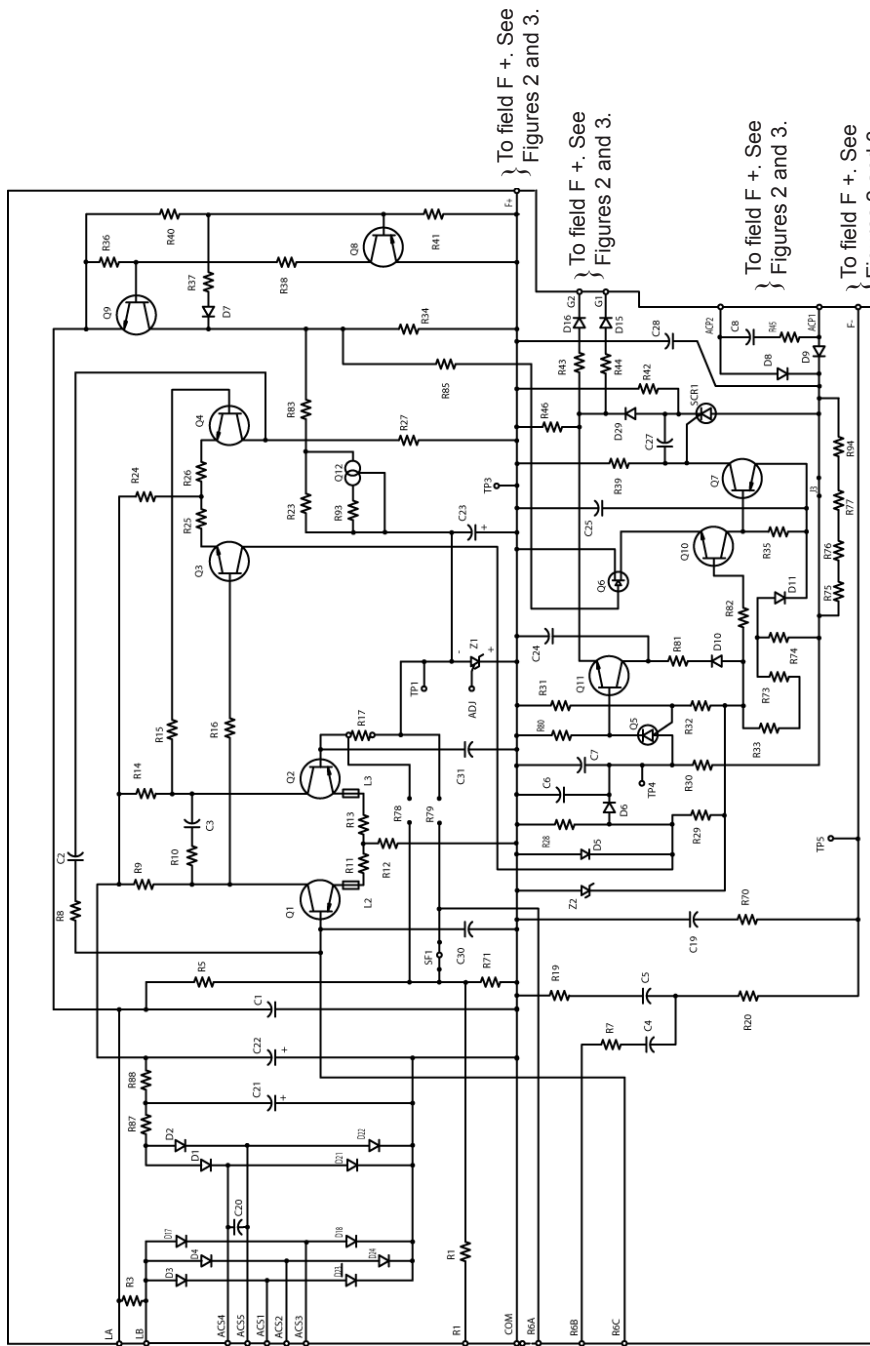 To field F +. See
Figures 2 and 3.
To field F +. See
Figures 2 and 3.
To field F +. See
Figures 2 and 3.
To field F +. See
F+
G2
G1
ACP2
ACP1
F-
R36
R40
Q9
R37
D7
R38
Q8
R41
R34
R85
D16
D15
R43
R44
C28
R42
C8
R45
D8
D9
SCR1
R46
D29
C27
R39
Q4
R83
R27
R24
R26
Q12
R93
R23
R25
C23
+
TP3
C25
Q7
J3
R94
R77
R76
R75
Q3
Q6
Q10
R35
R82
D11
R15
R16
TP1
-
Z1
+
ADJ
C24
Q11
R81
D10
R74
R73
R33
R14
Q2
R17
L3
C31
R31
R80
Q5
R32
C7
TP4
R30
C3
R10
R13
R78
R79
C6
D6
R28
D5
R29
C2
R9
R11
R12
R8
Q1
L2
C30
SF1
Z2
TP5
R5
R71
C19
R70
C1
R19
C5
R20
R7
C4
C22
+
R88
C21
+
R87
D2
D22
D1
D21
C20
D17
D18
D4
D24
D3
D23
R3
R1
LA
LB
ACS4
ACS5
ACS1
ACS2
ACS3
R1
COM
R6A
R6B
R6C